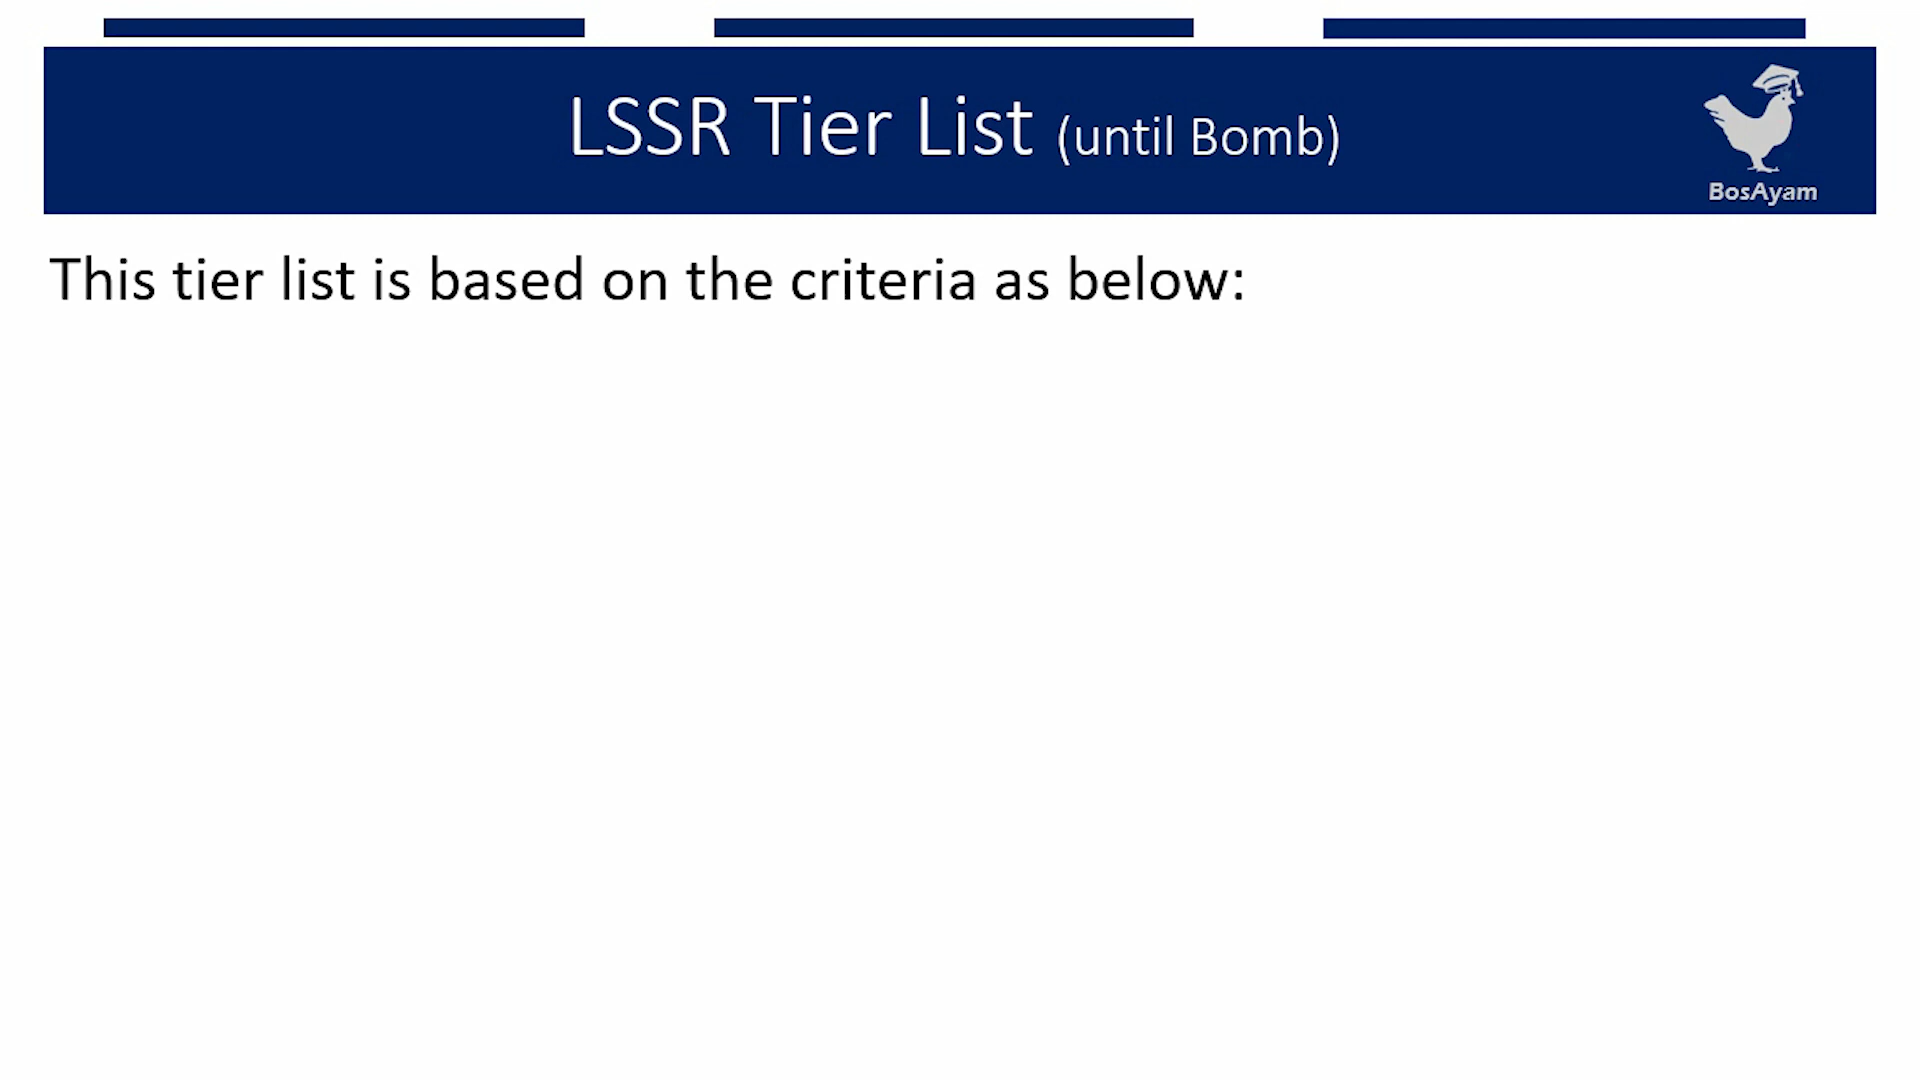 LSSR Tier List (until Bomb)
BosAyam
This tier list is based on the criteria as below: